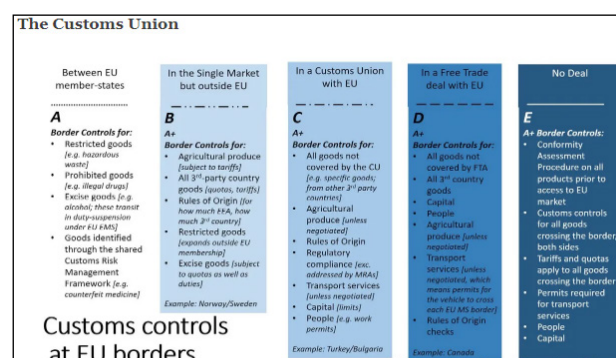 The Customs Union
Between EU
member-states
A
Border Controls for:
• Restricted goods
[e.g. hazardous
waste]
• Prohibited goods
[e.g. illegal drugs]
• Excise goods [e.g.
alcohol; these transit
in duty-suspension
under EU EMS]
• Goods identified
through the shared
Customs Risk
Management
Framework [e.g.
counterfeit medicine]
In the Single Market
but outside EU
B
A+
Border Controls for:
• Agricultural produce
[subject to tariffs]
• All 3rd-party country
goods [quotas, tariffs]
• Rules of Origin [for
how much EEA, how
much 3rd country]
• Restricted goods
[expands outside EU
membership]
• Excise goods [subject
to quotas as well as
duties]
Example: Norway/Sweden
In a Customs Union
with EU
C
A+
Border Controls for:
• All goods not
covered by the CU
[e.g. specific goods;
from other 3rd party
countries]
• Agricultural
produce [unless
negotiated]
• Rules of Origin
• Regulatory
compliance [exc.
addressed by MRAs]
• Transport services
[unless negotiated]
• Capital [limits]
• People [e.g. work
permits]
Example: Turkey/Bulgaria
In a Free Trade
deal with EU
D
A+
Border Controls for:
• All goods not
covered by FTA
• All 3rd country
goods
• Capital
• People
• Agricultural
produce [unless
negotiated]
• Transport
services [unless
negotiated, which
means permits for
the vehicle to cross
each EU MS border]
• Rules of Origin
checks
Example: Canada
No Deal
E
A+ Border Controls:
• Conformity
Assessment
Procedure on all
products prior to
access to EU
market
• Customs controls
for all goods
crossing the border,
both sides
• Tariffs and quotas
apply to all goods
crossing the border
• Permits required
for transport
services
• People
• Capital
Customs controls
at EU borders